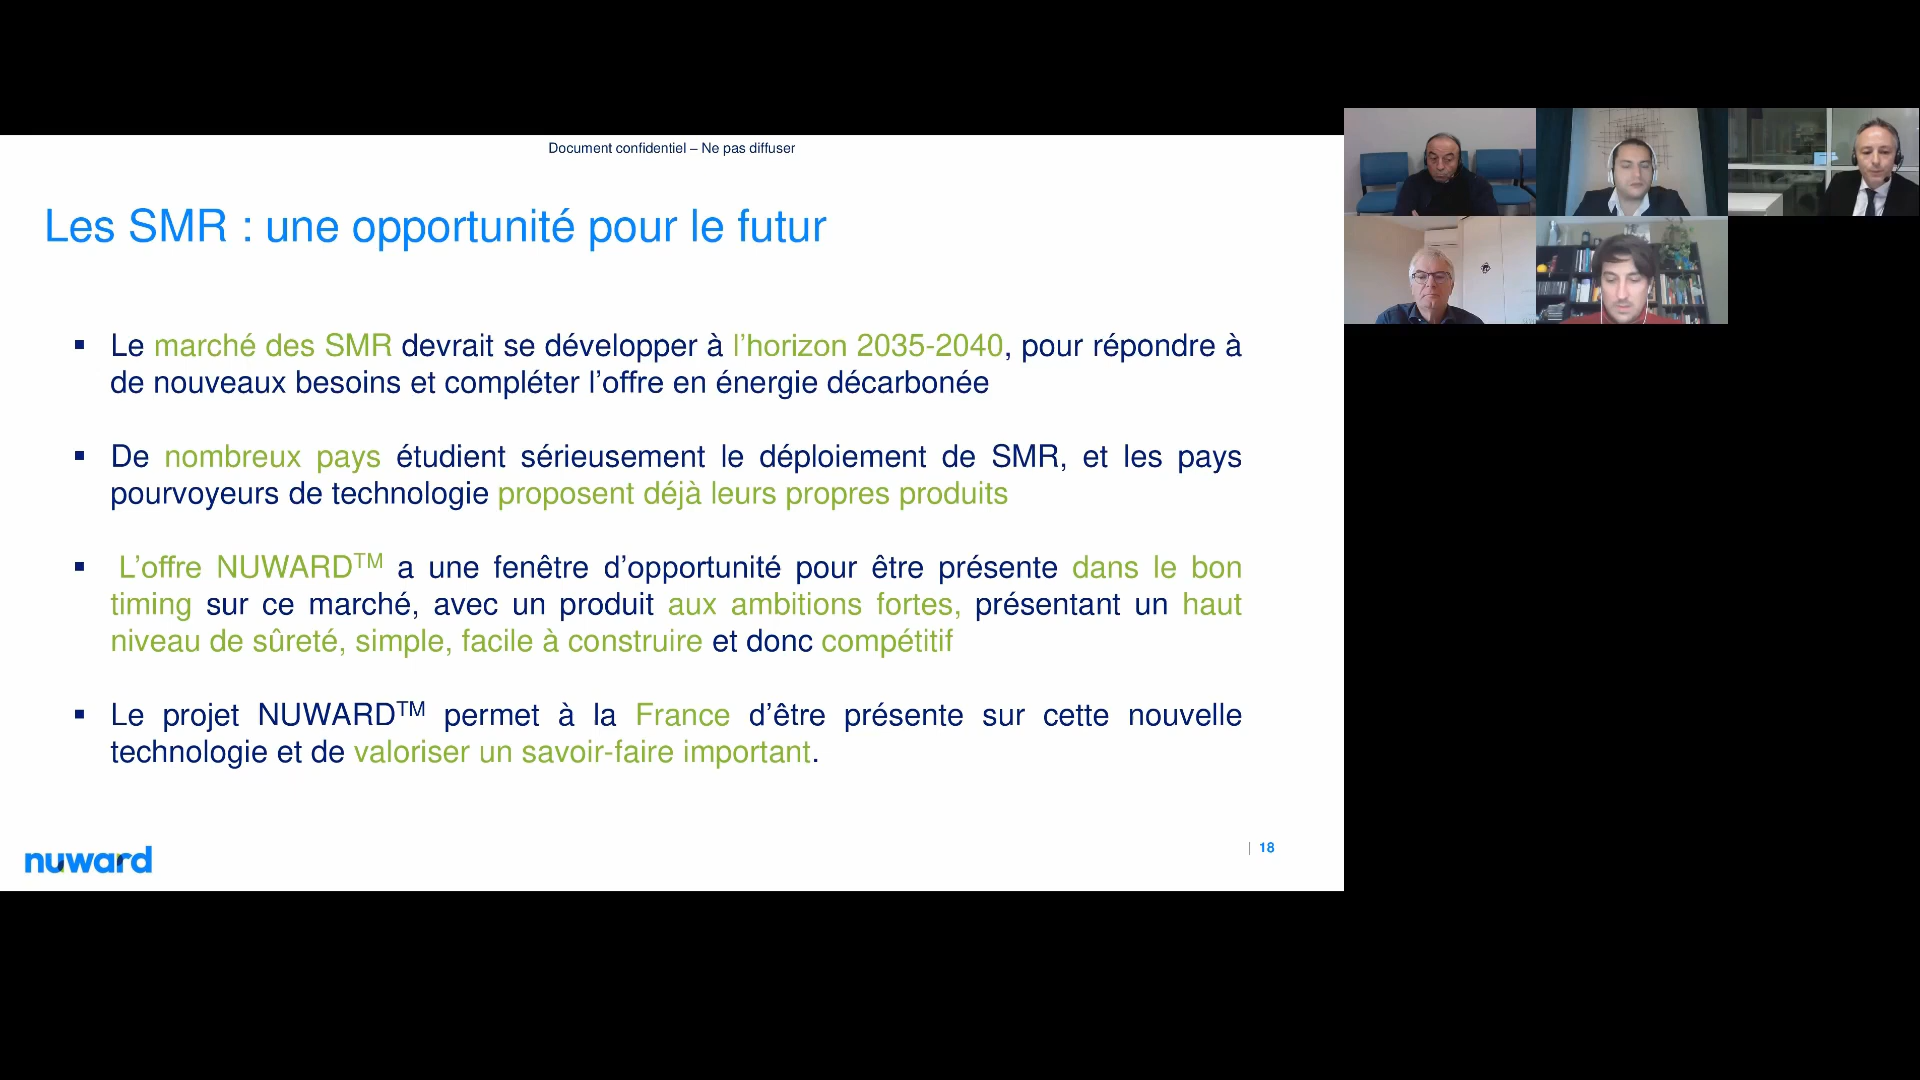 Document confidentiel – Ne pas diffuser
Les SMR : une opportunité pour le futur
▪ Le marché des SMR devrait se développer à l’horizon 2035-2040, pour répondre à
de nouveaux besoins et compléter l’offre en énergie décarbonée
▪ De nombreux pays étudient sérieusement le déploiement de SMR, et les pays
pourvoyeurs de technologie proposent déjà leurs propres produits
▪ L’offre NUWARD™ a une fenêtre d’opportunité pour être présente dans le bon
timing sur ce marché, avec un produit aux ambitions fortes, présentant un haut
niveau de sûreté, simple, facile à construire et donc compétitif
▪ Le projet NUWARD™ permet à la France d’être présente sur cette nouvelle
technologie et de valoriser un savoir-faire important.
nuward
| 18